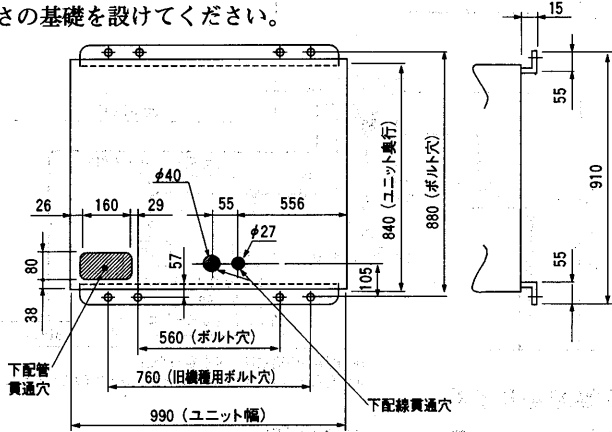 さの基礎を設けてください。
15
55
910
55
φ40
55
556
26
160
29
φ27
840 (ユニット奥行)
880 (ボルト穴)
80
38
57
105
560 (ボルト穴)
下配管
貫通穴
760 (旧機種用ボルト穴)
下配線貫通穴
990 (ユニット幅)